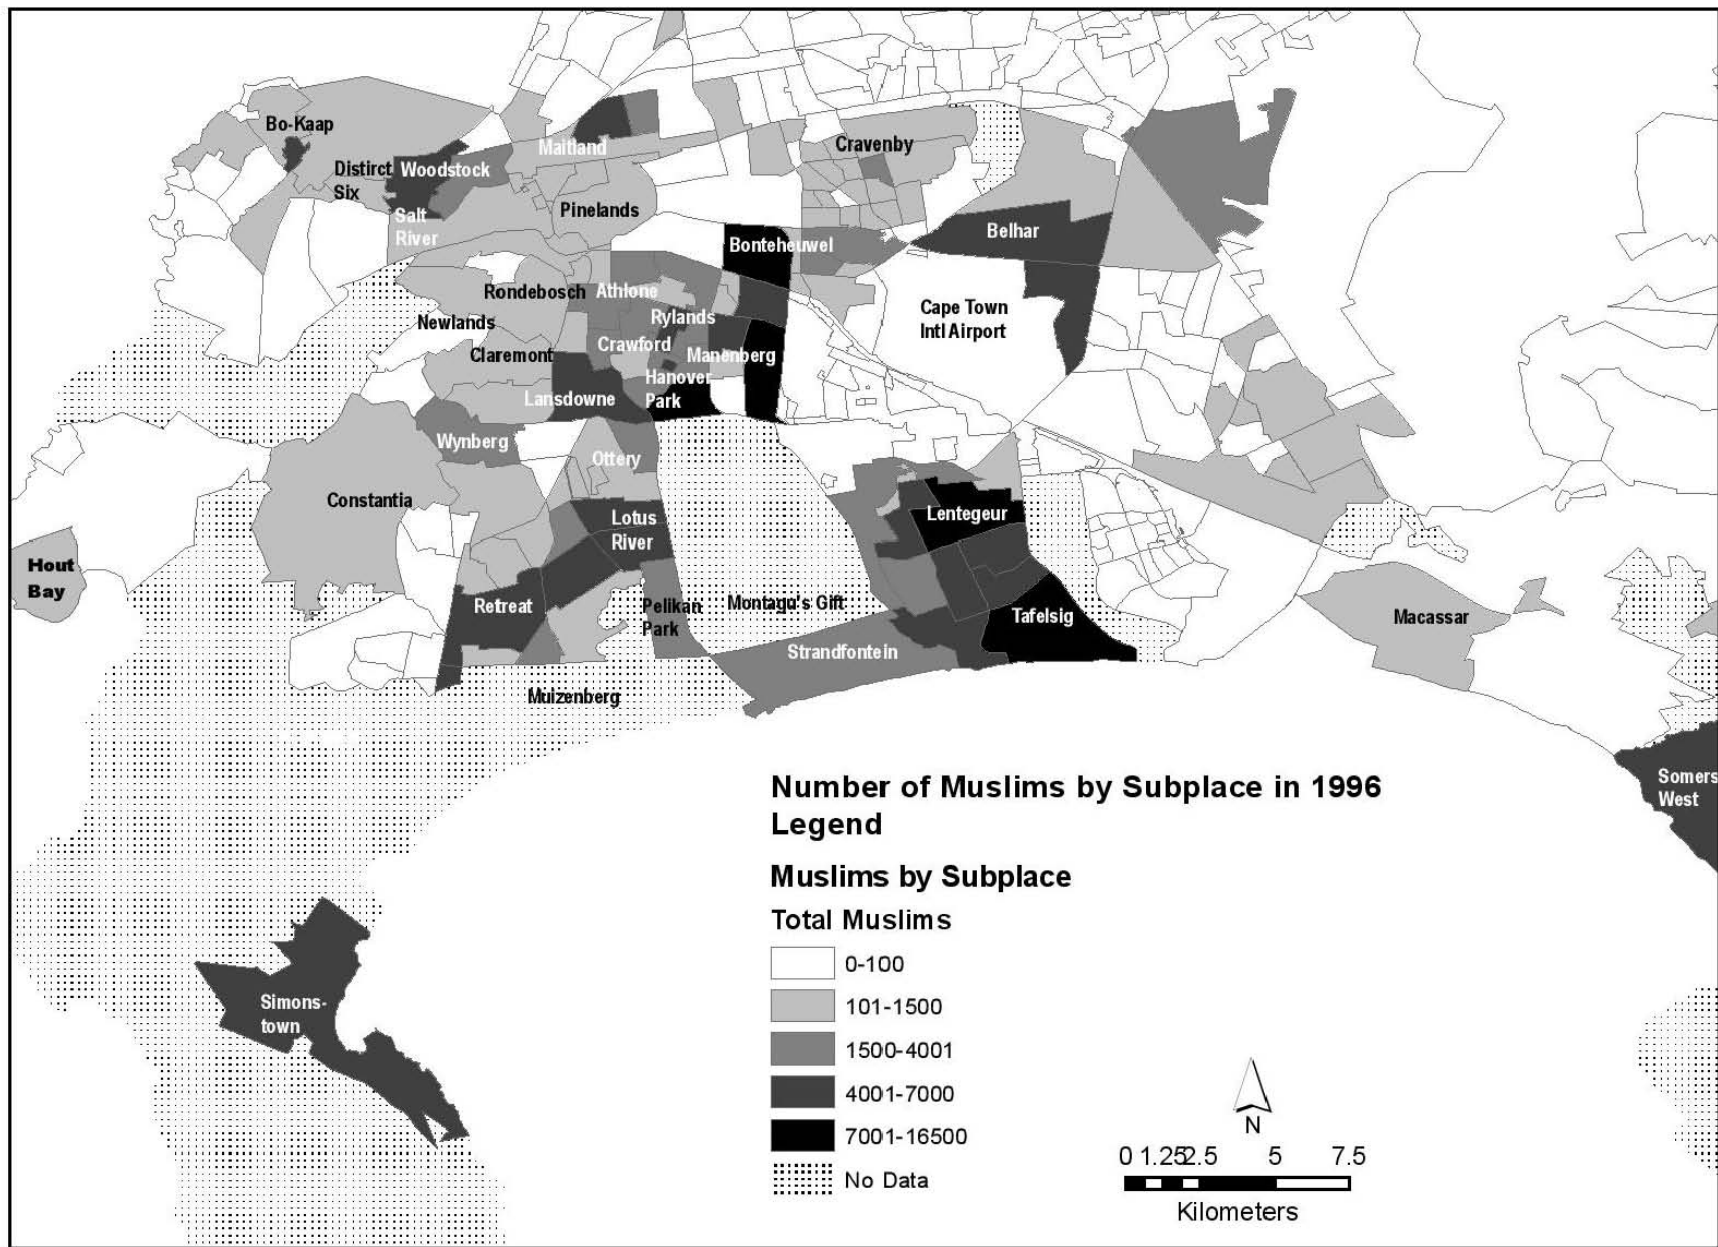 Bo-Kaap
Distirct
Six
Woodstock
Salt
River
Maitland
Pinelands
Cravenby
Bonteheuwel
Belhar
Cape Town
Intl Airport
Rondebosch
Athlone
Newlands
Rylands
Crawford
Claremont
Manenberg
Hanover
Park
Lansdowne
Wynberg
Ottery
Constantia
Lotus
River
Lentegeur
Hout
Bay
Retreat
Pelikan
Park
Montagu's Gift
Tafelsig
Macassar
Strandfontein
Muizenberg
Somers
West
Simons-
town
Number of Muslims by Subplace in 1996
Legend
Muslims by Subplace
Total Muslims
0-100
101-1500
1500-4001
4001-7000
7001-16500
No Data
N
0 1.25 2.5 5 7.5
Kilometers